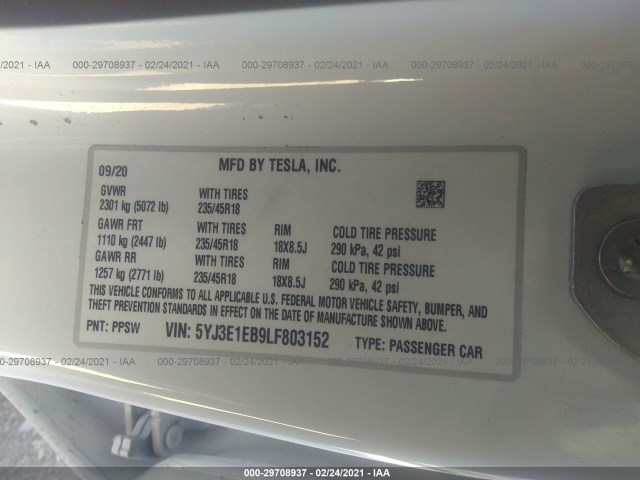 /24/2021 - IAA 000-29708937 - 02/24/2021 - IAA 000-29708937 - 02/24/2021 - IAA
09/20 MFD BY TESLA, INC.
GVWR WITH TIRES
2301 kg (5072 lb) 235/45R18
GAWR FRT WITH TIRES RIM COLD TIRE PRESSURE
1110 kg (2447 lb) 235/45R18 18X8.5J 290 kPa, 42 psi
GAWR RR WITH TIRES RIM COLD TIRE PRESSURE
1257 kg (2771 lb) 235/45R18 18X8.5J 290 kPa, 42 psi
THIS VEHICLE CONFORMS TO ALL APPLICABLE U.S. FEDERAL MOTOR VEHICLE SAFETY, BUMPER, AND
THEFT PREVENTION STANDARDS IN EFFECT ON THE DATE OF MANUFACTURE SHOWN ABOVE.
PNT: PPSW VIN: 5YJ3E1EB9LF803152 TYPE: PASSENGER CAR
/24/2021 - IAA 000-29708937 - 02/24/2021 - IAA 000-29708937 - 02/24/2021 - IAA
000-29708937 - 02/24/2021 - IAA